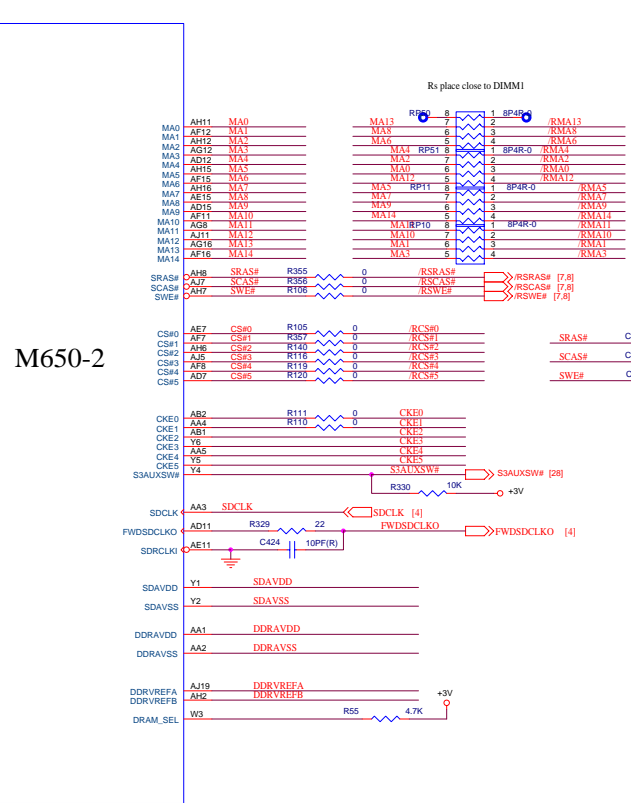 Rs place close to DIMM1
RP50 8 1 8P4R-0
MA0 AH11 MA0 MA13 7 2 /RMA13
MA1 AF12 MA1 MA8 6 3 /RMA8
MA2 AH12 MA2 MA6 5 4 /RMA6
MA3 AG12 MA3 MA4 RP51 8 1 8P4R-0 /RMA4
MA4 AD12 MA4 MA2 7 2 /RMA2
MA5 AH15 MA5 MA0 6 3 /RMA0
MA6 AF15 MA6 MA12 5 4 /RMA12
MA7 AH16 MA7 MA5 RP11 8 1 8P4R-0 /RMA5
MA8 AE15 MA8 MA7 7 2 /RMA7
MA9 AD15 MA9 MA9 6 3 /RMA9
MA10 AF11 MA10 MA14 5 4 /RMA14
MA11 AG8 MA11 MA11 RP10 8 1 8P4R-0 /RMA11
MA12 AJ11 MA12 MA10 7 2 /RMA10
MA13 AG16 MA13 MA1 6 3 /RMA1
MA14 AF16 MA14 MA3 5 4 /RMA3
SRAS# AH8 SRAS# R355 0 /RSRAS# /RSRAS# [7,8]
SCAS# AJ7 SCAS# R356 0 /RSCAS# /RSCAS# [7,8]
SWE# AH7 SWE# R106 0 /RSWE# /RSWE# [7,8]
CS#0 AE7 CS#0 R105 0 /RCS#0
CS#1 AF7 CS#1 R357 0 /RCS#1 SRAS# C
CS#2 AH6 CS#2 R140 0 /RCS#2
CS#3 AJ5 CS#3 R116 0 /RCS#3 SCAS# C
CS#4 AF8 CS#4 R119 0 /RCS#4
CS#5 AD7 CS#5 R120 0 /RCS#5 SWE# C
M650-2
CKE0 AB2 R111 0 CKE0
CKE1 AA4 R110 0 CKE1
CKE2 AB1 CKE2
CKE3 Y6 CKE3
CKE4 AA5 CKE4
CKE5 Y5 CKE5
S3AUXSW# Y4 S3AUXSW# S3AUXSW# [28]
R330 10K +3V
SDCLK AA3 SDCLK SDCLK [4]
FWDSDCLKO AD11 R329 22 FWDSDCLKO FWDSDCLKO [4]
SDRCLKI AE11 C424 10PF(R)
SDAVDD Y1 SDAVDD
SDAVSS Y2 SDAVSS
DDRAVDD AA1 DDRAVDD
DDRAVSS AA2 DDRAVSS
DDRVREFA AJ19 DDRVREFA
DDRVREFB AH2 DDRVREFB +3V
DRAM_SEL W3 R55 4.7K